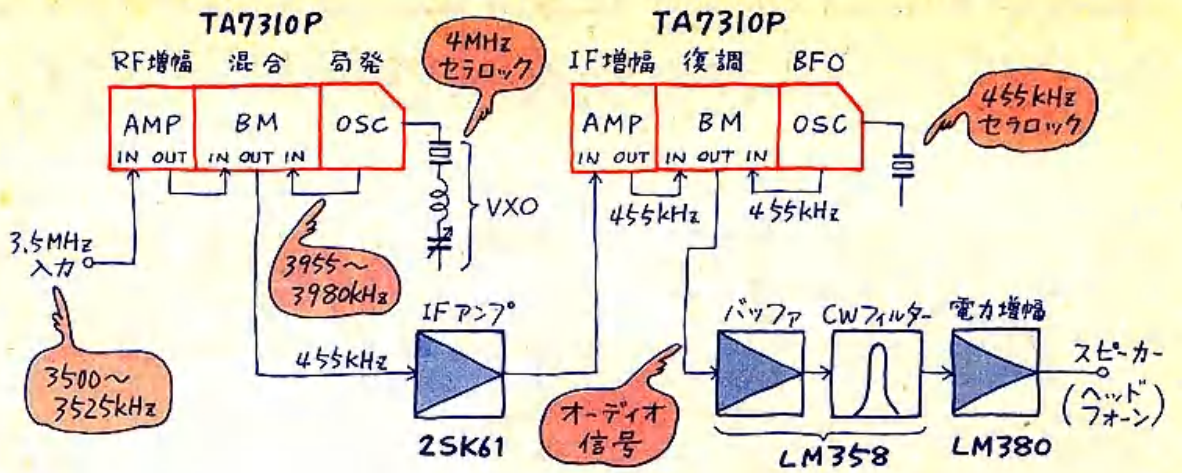 TA7310P
RF増幅 混合 局発
AMP BM OSC
IN OUT IN OUT IN
4MHz
セラロック
VXO
3.5MHz
入力
3500～
3525kHz
3955～
3980kHz
455kHz
IFアンプ
2SK61
TA7310P
IF増幅 復調 BFO
AMP BM OSC
IN OUT IN OUT IN
455kHz 455kHz
455kHz
セラロック
オーディオ
信号
バッファ CWフィルター 電力増幅
LM358 LM380
スピーカー
(ヘッド
フォーン)